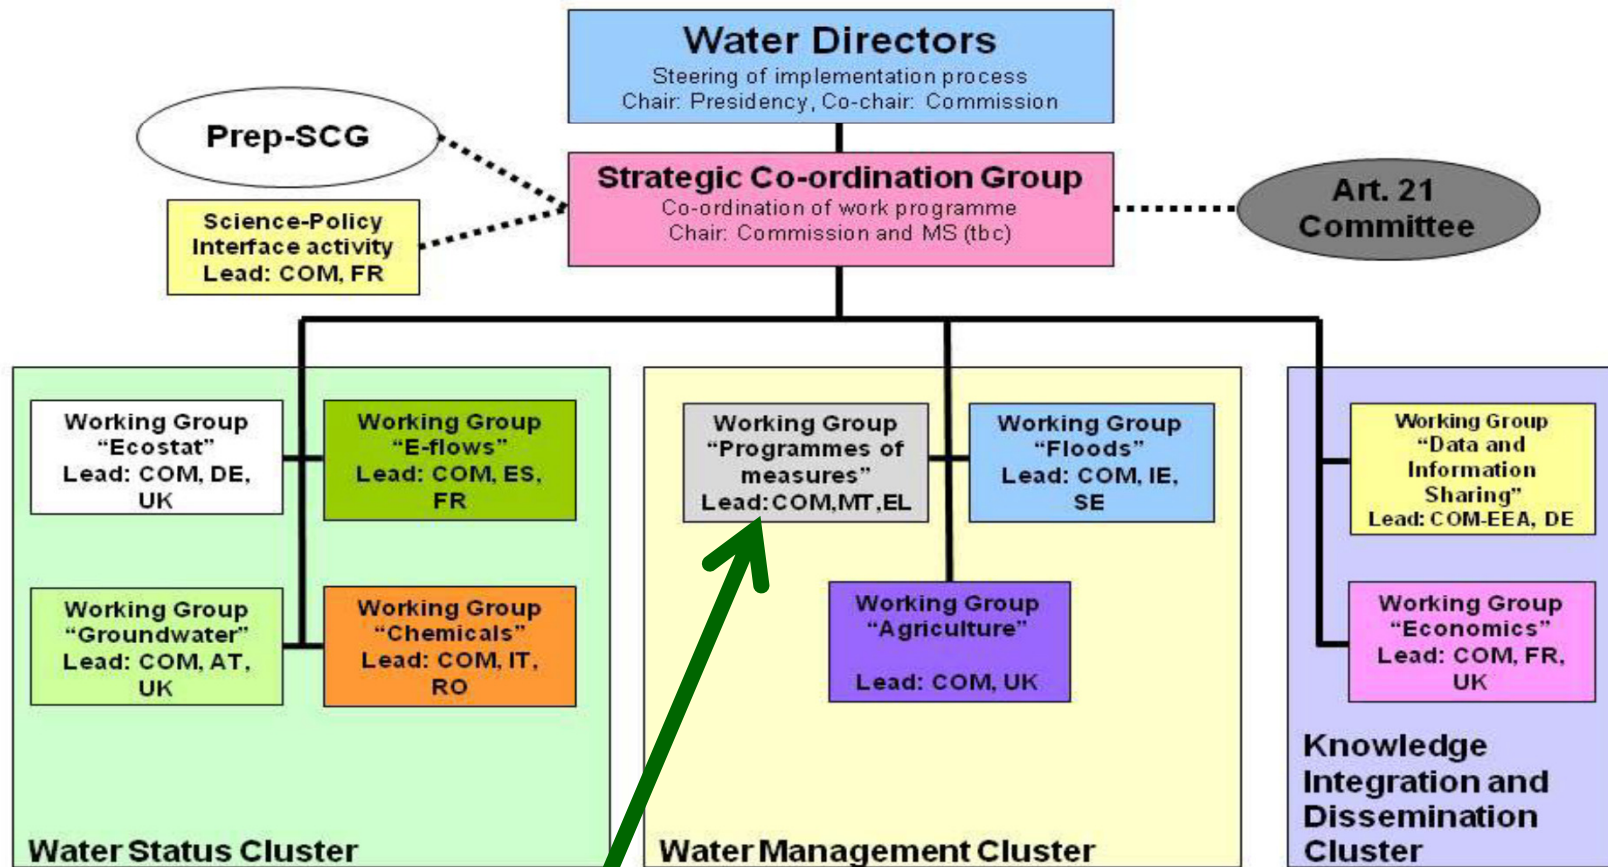 Water Directors
Steering of implementation process
Chair: Presidency, Co-chair: Commission
Prep-SCG
Strategic Co-ordination Group
Co-ordination of work programme
Chair: Commission and MS (tbc)
Art. 21
Committee
Science-Policy
Interface activity
Lead: COM, FR
Working Group
“Ecostat”
Lead: COM, DE,
UK
Working Group
“E-flows”
Lead: COM, ES,
FR
Working Group
“Groundwater”
Lead: COM, AT,
UK
Working Group
“Chemicals”
Lead: COM, IT,
RO
Water Status Cluster
Working Group
“Programmes of
measures”
Lead:COM,MT,EL
Working Group
“Floods”
Lead: COM, IE,
SE
Working Group
“Agriculture”
Lead: COM, UK
Water Management Cluster
Working Group
“Data and
Information
Sharing”
Lead: COM-EEA, DE
Working Group
“Economics”
Lead: COM, FR,
UK
Knowledge
Integration and
Dissemination
Cluster